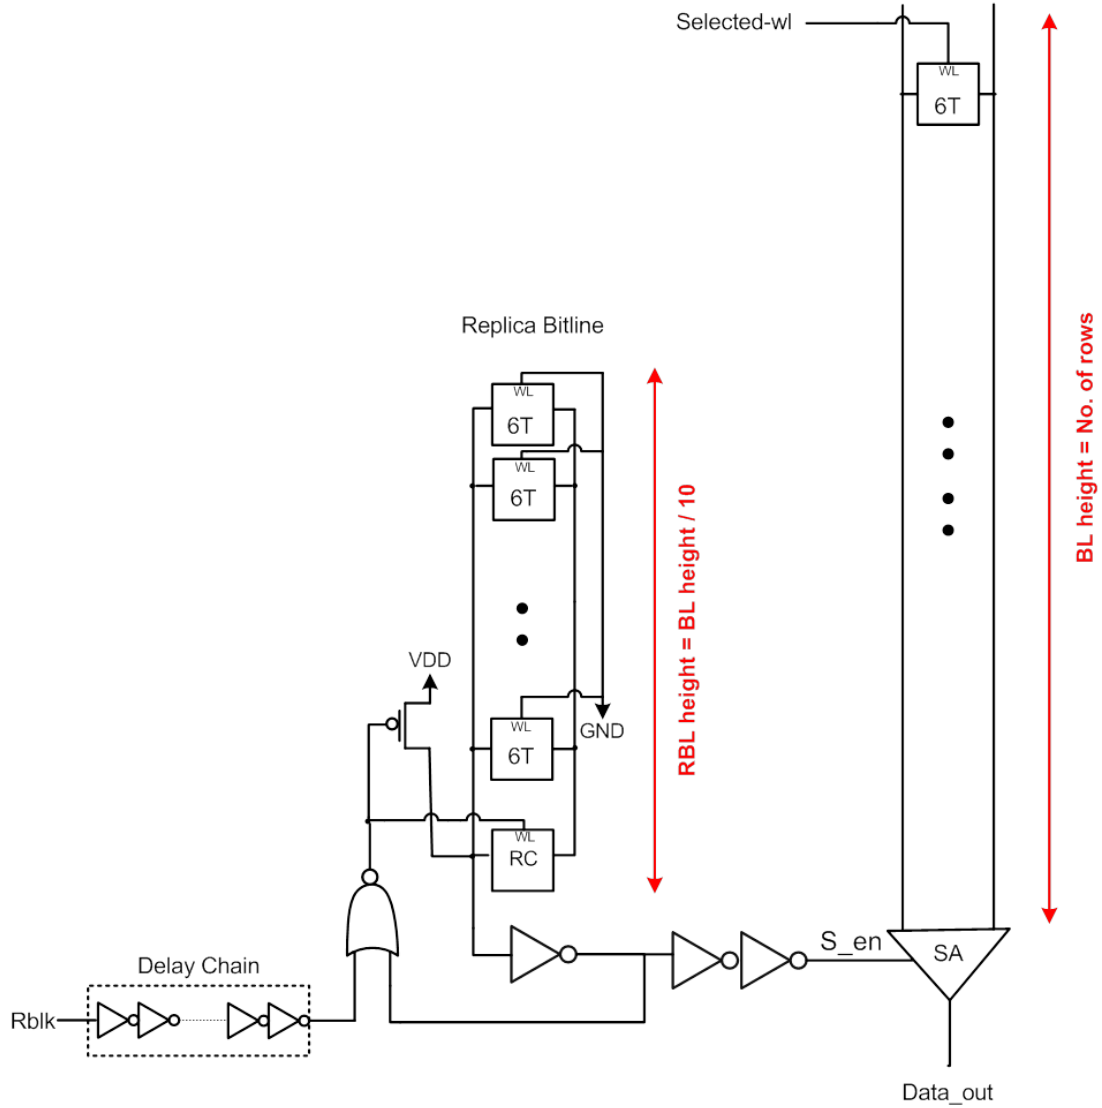 Selected-wl
WL
6T
Replica Bitline
WL
6T
WL
6T
BL height = No. of rows
RBL height = BL height / 10
VDD
WL
6T
GND
WL
RC
S_en
SA
Delay Chain
Rblk
Data_out